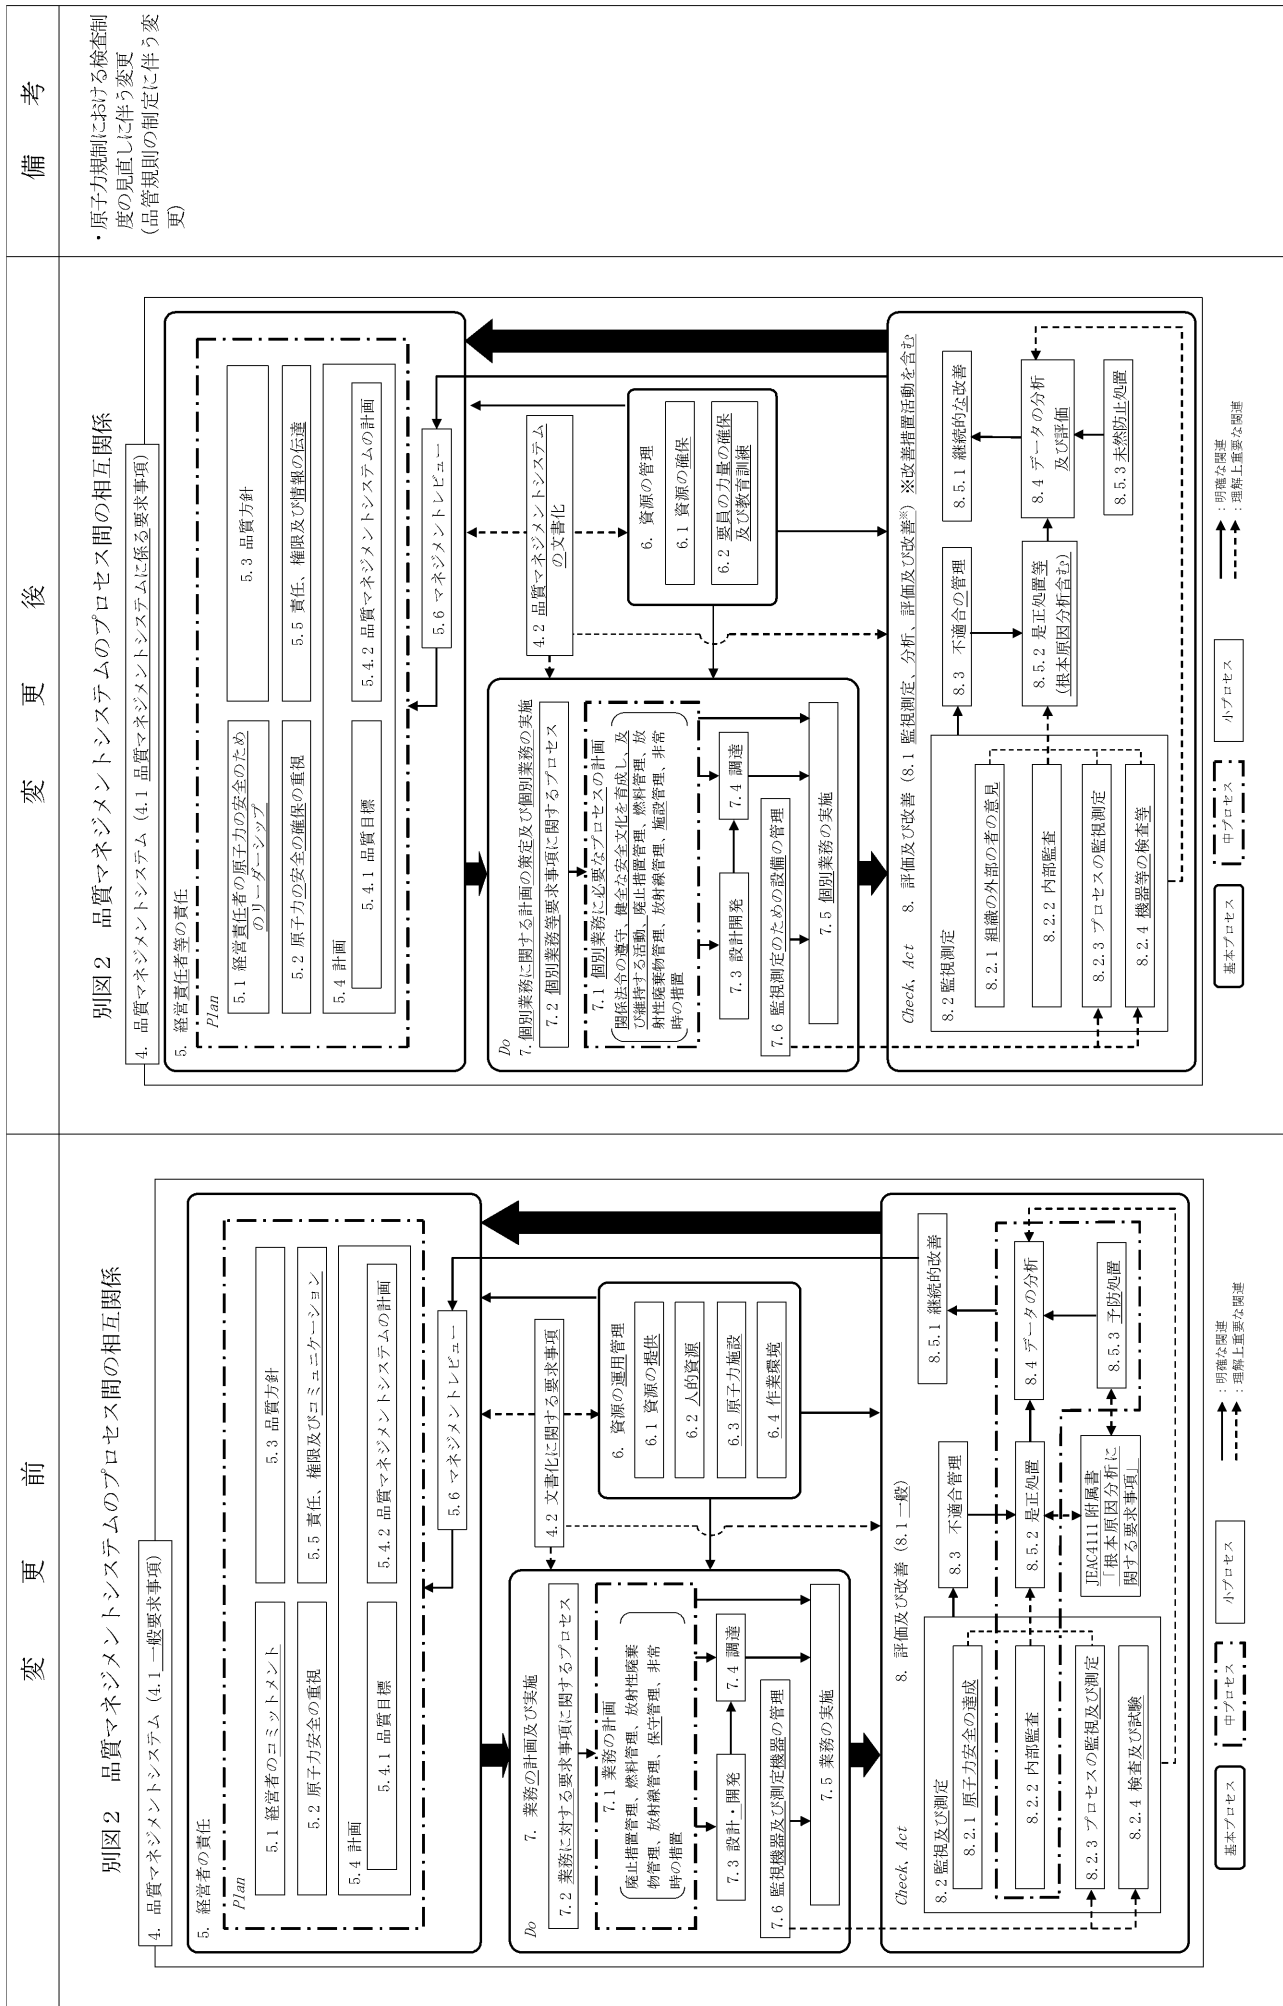 変更前
別図2　品質マネジメントシステムのプロセス間の相互関係
4. 品質マネジメントシステム (4.1 一般要求事項)
5. 経営者の責任
Plan
5.1 経営者のコミットメント
5.3 品質方針
5.2 原子力安全の重視
5.5 責任、権限及びコミュニケーション
5.4 計画
5.4.1 品質目標
5.4.2 品質マネジメントシステムの計画
5.6 マネジメントレビュー
Do
7. 業務の計画及び実施
7.2 業務に対する要求事項に関するプロセス
7.1 業務の計画
廃止措置管理、燃料管理、放射性廃棄
物管理、放射線管理、保守管理、非常
時の措置
7.3 設計・開発
7.4 調達
7.6 監視機器及び測定機器の管理
7.5 業務の実施
4.2 文書化に関する要求事項
6. 資源の運用管理
6.1 資源の提供
6.2 人的資源
6.3 原子力施設
6.4 作業環境
Check、Act
8. 評価及び改善 (8.1 一般)
8.2 監視及び測定
8.2.1 原子力安全の達成
8.2.2 内部監査
8.2.3 プロセスの監視及び測定
8.2.4 検査及び試験
8.3 不適合管理
8.5.2 是正処置
JEAC4111 附属書
「根本原因分析に
関する要求事項」
8.5.1 継続的改善
8.4 データの分析
8.5.3 予防処置
基本プロセス
中プロセス
小プロセス
：明確な関連
：理解上重要な関連
変更後
別図2　品質マネジメントシステムのプロセス間の相互関係
4. 品質マネジメントシステム (4.1 品質マネジメントシステムに係る要求事項)
5. 経営責任者等の責任
Plan
5.1 経営責任者の原子力の安全のため
のリーダーシップ
5.3 品質方針
5.2 原子力の安全の確保の重視
5.5 責任、権限及び情報の伝達
5.4 計画
5.4.1 品質目標
5.4.2 品質マネジメントシステムの計画
5.6 マネジメントレビュー
Do
7. 個別業務に関する計画の策定及び個別業務の実施
7.2 個別業務等要求事項に関するプロセス
7.1 個別業務に必要なプロセスの計画
関係法令の遵守、健全な安全文化を育成し、及
び維持する活動、廃止措置管理、燃料管理、放
射性廃棄物管理、放射線管理、施設管理、非常
時の措置
7.3 設計開発
7.4 調達
7.6 監視測定のための設備の管理
7.5 個別業務の実施
4.2 品質マネジメントシステム
の文書化
6. 資源の管理
6.1 資源の確保
6.2 要員の力量の確保
及び教育訓練
Check、Act
8. 評価及び改善 (8.1 監視測定、分析、評価及び改善※) ※改善措置活動を含む
8.2 監視測定
8.2.1 組織の外部の者の意見
8.2.2 内部監査
8.2.3 プロセスの監視測定
8.2.4 機器等の検査等
8.3 不適合の管理
8.5.2 是正処置等
(根本原因分析含む)
8.5.1 継続的な改善
8.4 データの分析
及び評価
8.5.3 未然防止処置
基本プロセス
中プロセス
小プロセス
：明確な関連
：理解上重要な関連
備考
・原子力規制における検査制
度の見直しに伴う変更
(品管規則の制定に伴う変
更)